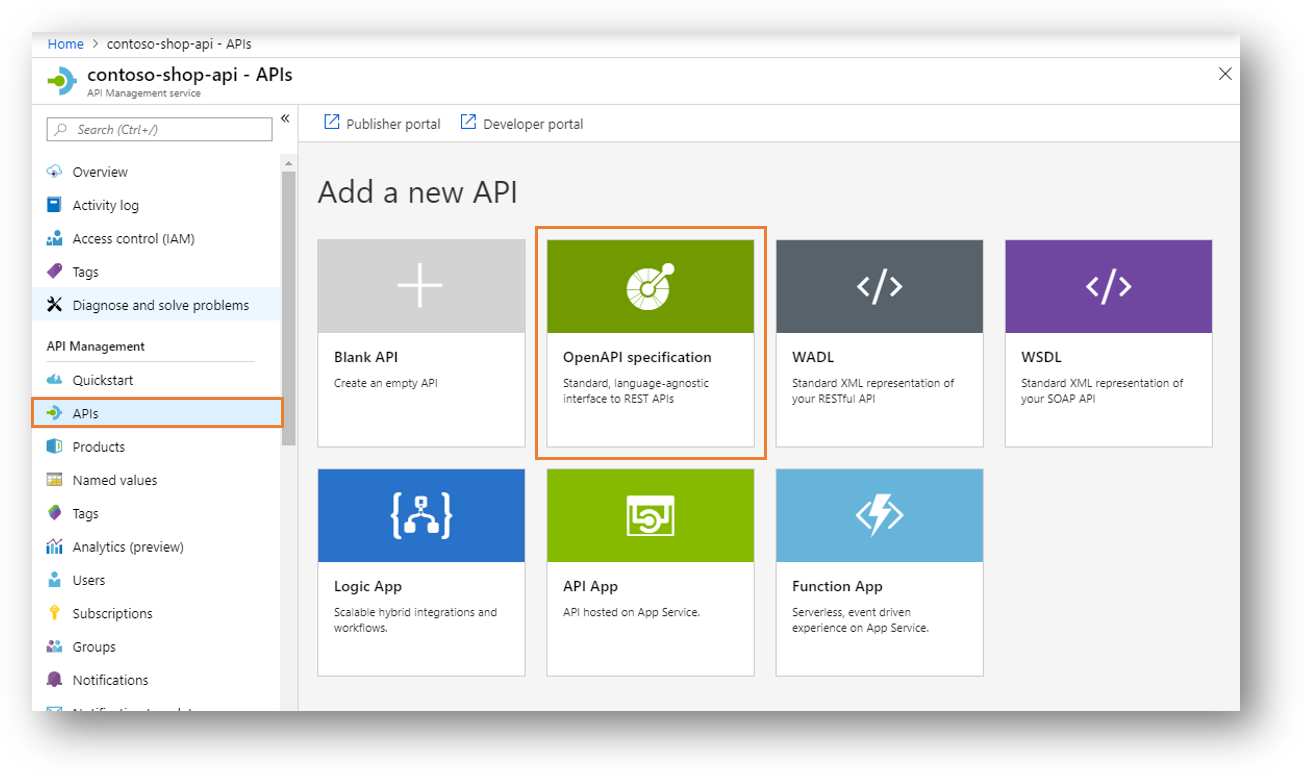 Home > contoso-shop-api - APIs
contoso-shop-api - APIs
API Management service
Search (Ctrl+/)
«
Overview
Activity log
Access control (IAM)
Tags
Diagnose and solve problems
API Management
Quickstart
APIs
Products
Named values
Tags
Analytics (preview)
Users
Subscriptions
Groups
Notifications
Publisher portal Developer portal
Add a new API
Blank API
Create an empty API
OpenAPI specification
Standard, language-agnostic
interface to REST APIs
</>
WADL
Standard XML representation of
your RESTful API
</>
WSDL
Standard XML representation of
your SOAP API
Logic App
Scalable hybrid integrations and
workflows.
API App
API hosted on App Service.
Function App
Serverless, event driven
experience on App Service.